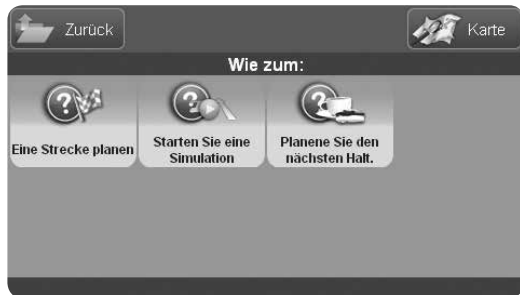 Zurück
Karte
Wie zum:
Eine Strecke planen
Starten Sie eine
Simulation
Planene Sie den
nächsten Halt.